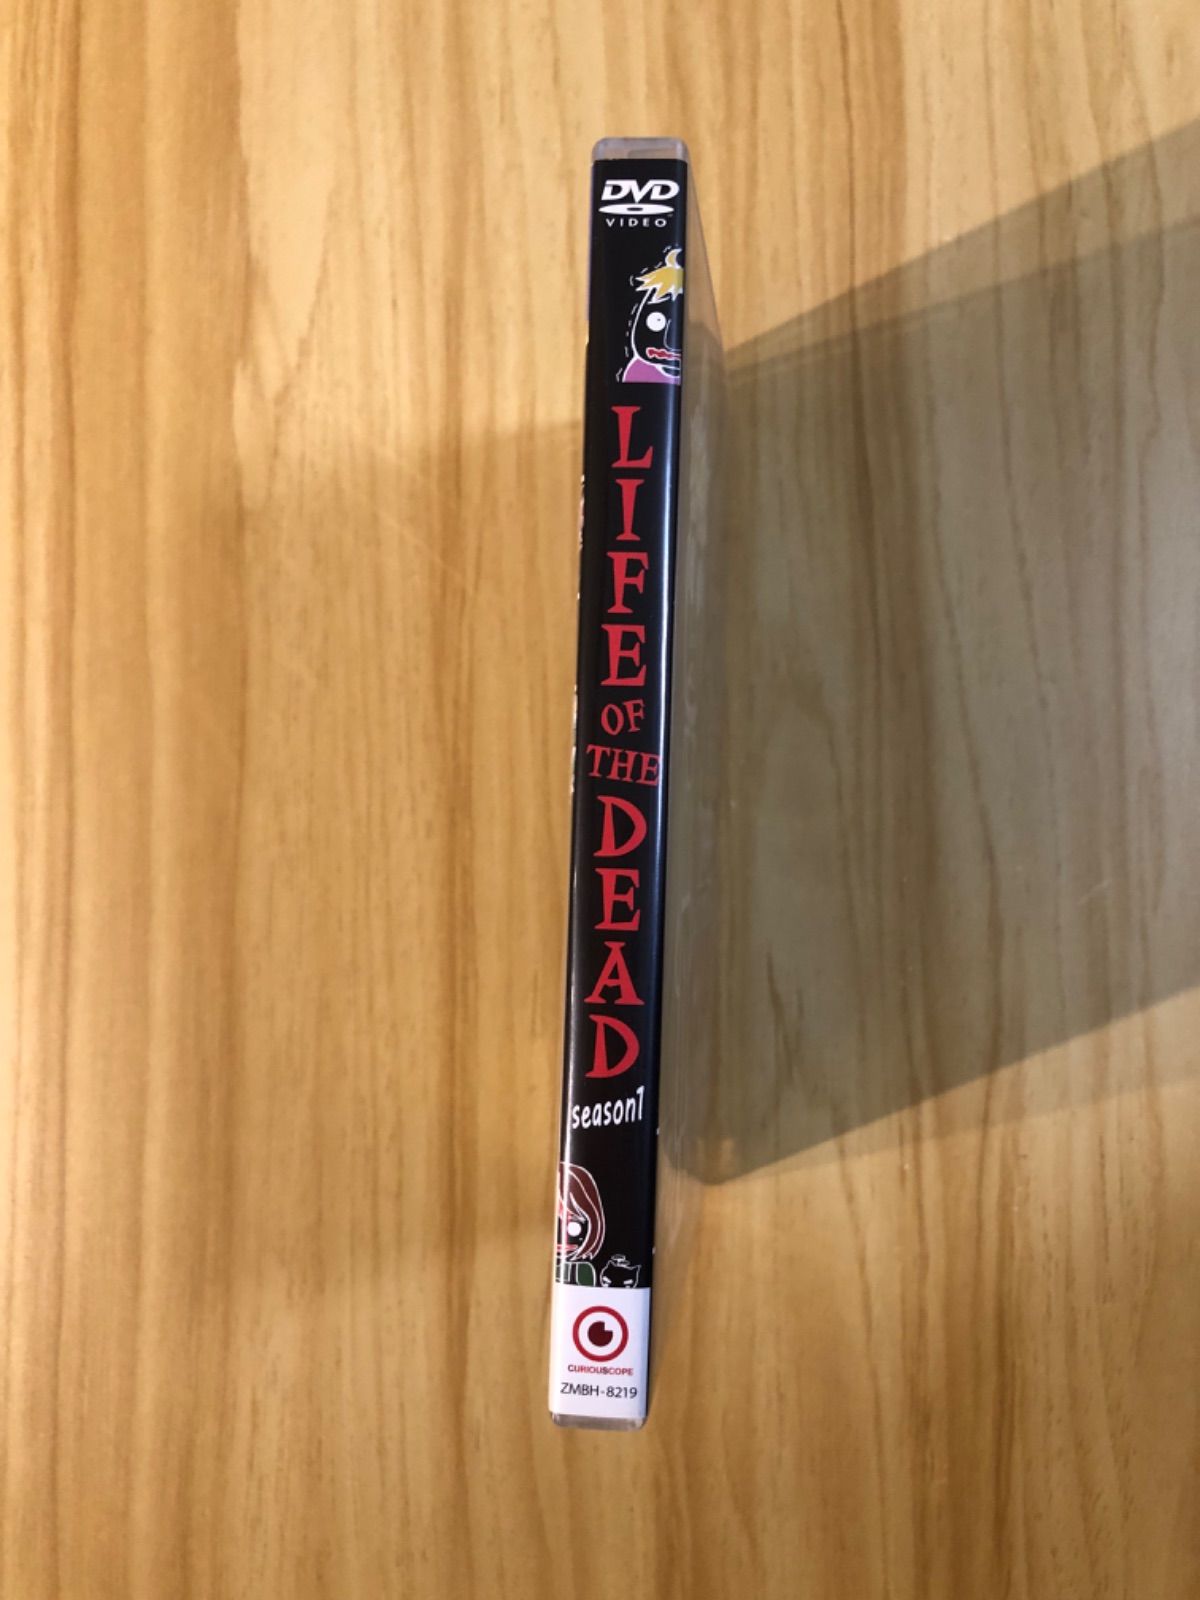 DVD
VIDEO
LIFE
OF
THE
DEAD
season1
CURIOUSCOPE
ZMBH-8219